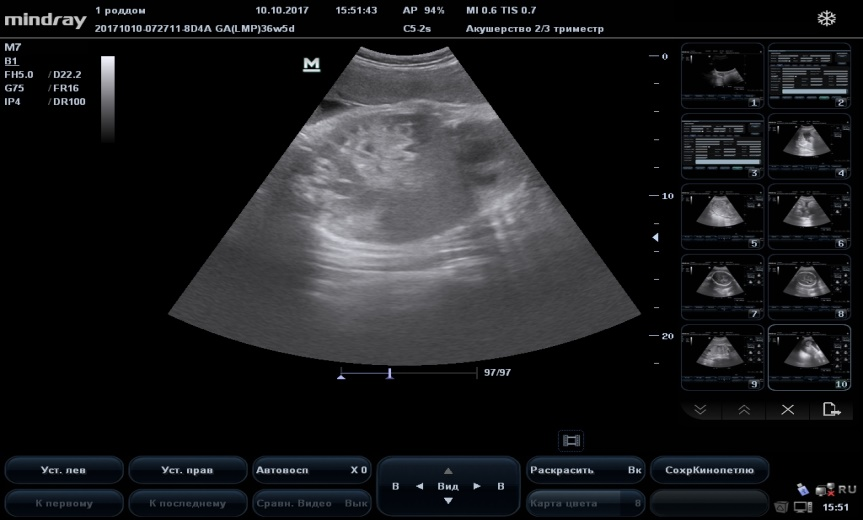 mindray
1 роддом 10.10.2017 15:51:43 AP 94% MI 0.6 TIS 0.7
20171010-072711-8D4A GA(LMP)36w5d C5-2s Акушерство 2/3 триместр
M7
B1
FH5.0 / D22.2
G75 / FR16
IP4 / DR100
M
0
10
20
97/97
1 2
3 4
5 6
7 8
9 10
Уст. лев Уст. прав Автовосп X 0 Раскрасить Вк СохрКинопетлю
В Вид В
К первому К последнему Сравн. Видео Вык Карта цвета 8
RU
15:51